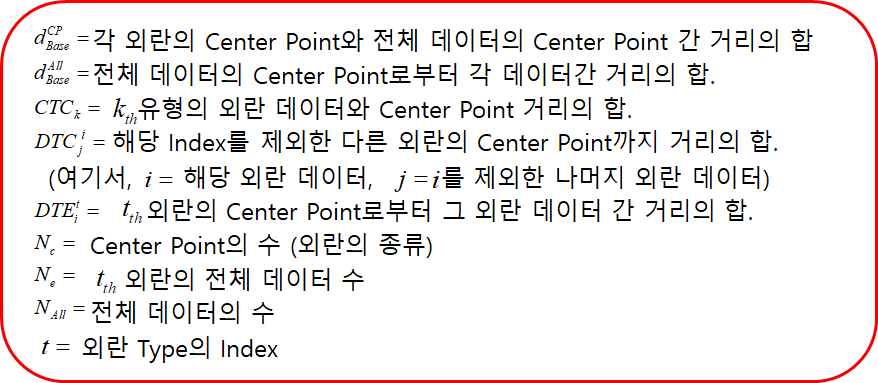 d_{Base}^{CP} = 각 외란의 Center Point와 전체 데이터의 Center Point 간 거리의 합
d_{Base}^{All} = 전체 데이터의 Center Point로부터 각 데이터간 거리의 합.
CTC_k = k_{th}유형의 외란 데이터와 Center Point 거리의 합.
DTC_j^i = 해당 Index를 제외한 다른 외란의 Center Point까지 거리의 합.
(여기서, i = 해당 외란 데이터, j = i를 제외한 나머지 외란 데이터)
DTE_i^t = t_{th} 외란의 Center Point로부터 그 외란 데이터 간 거리의 합.
N_c = Center Point의 수 (외란의 종류)
N_e = t_{th} 외란의 전체 데이터 수
N_{All} = 전체 데이터의 수
t = 외란 Type의 Index